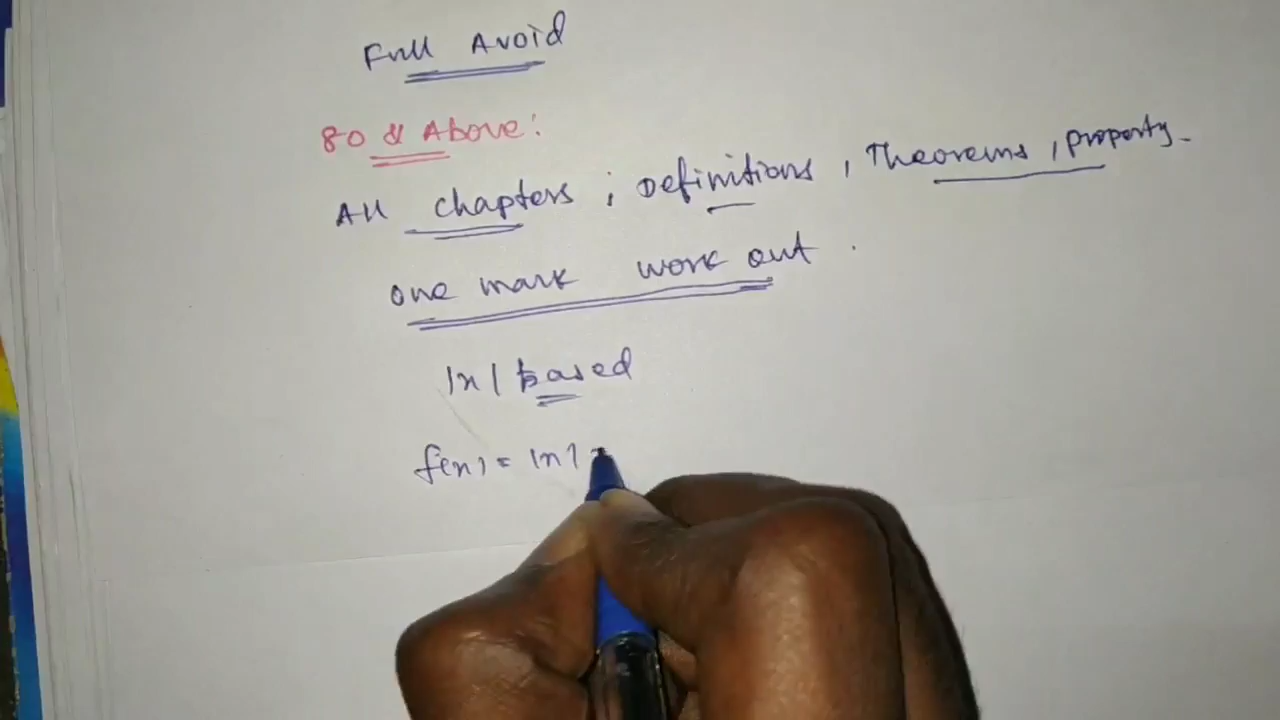 Full Avoid
80 & Above:
All chapters ; Definitions , Theorems , property -
one mark work out .
|x| based
f(x) = |x| -